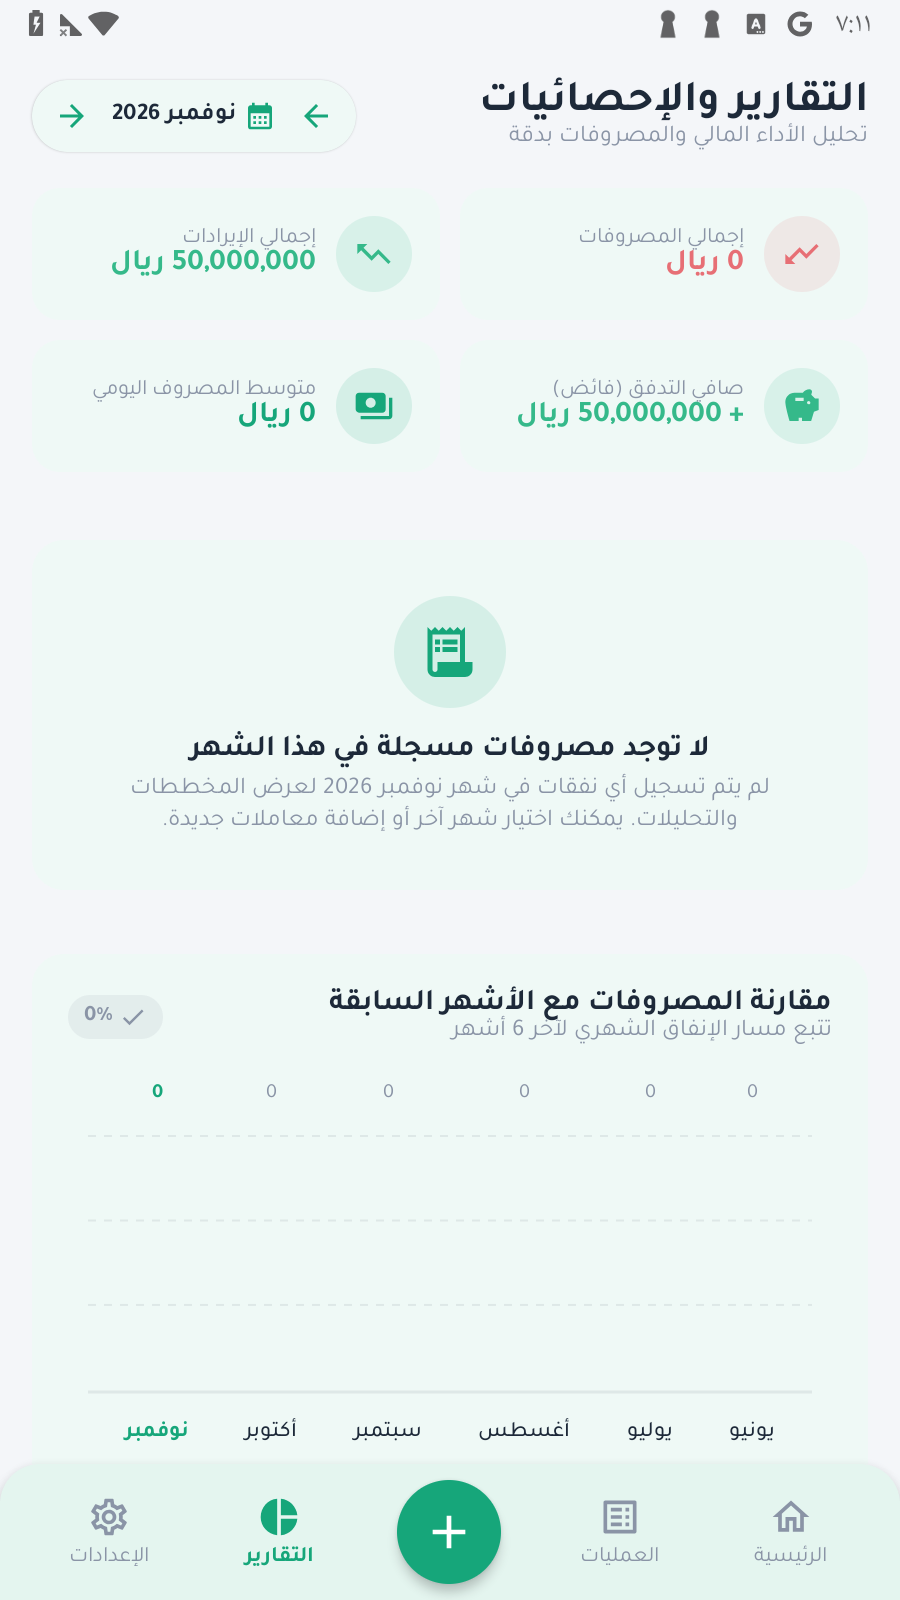 ٧:١١
التقارير والإحصائيات
تحليل الأداء المالي والمصروفات بدقة
نوفمبر 2026
إجمالي المصروفات
0 ريال
إجمالي الإيرادات
50,000,000 ريال
صافي التدفق (فائض)
+ 50,000,000 ريال
متوسط المصروف اليومي
0 ريال
لا توجد مصروفات مسجلة في هذا الشهر
لم يتم تسجيل أي نفقات في شهر نوفمبر 2026 لعرض المخططات
والتحليلات. يمكنك اختيار شهر آخر أو إضافة معاملات جديدة.
مقارنة المصروفات مع الأشهر السابقة
تتبع مسار الإنفاق الشهري لآخر 6 أشهر
0%
0 0 0 0 0 0
يونيو يوليو أغسطس سبتمبر أكتوبر نوفمبر
الرئيسية العمليات التقارير الإعدادات